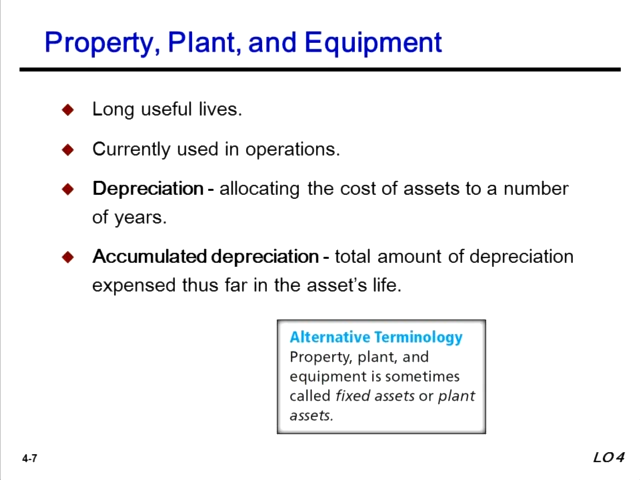 Property, Plant, and Equipment
Long useful lives.
Currently used in operations.
Depreciation - allocating the cost of assets to a number
of years.
Accumulated depreciation - total amount of depreciation
expensed thus far in the asset's life.
Alternative Terminology
Property, plant, and
equipment is sometimes
called fixed assets or plant
assets.
4-7
LO 4